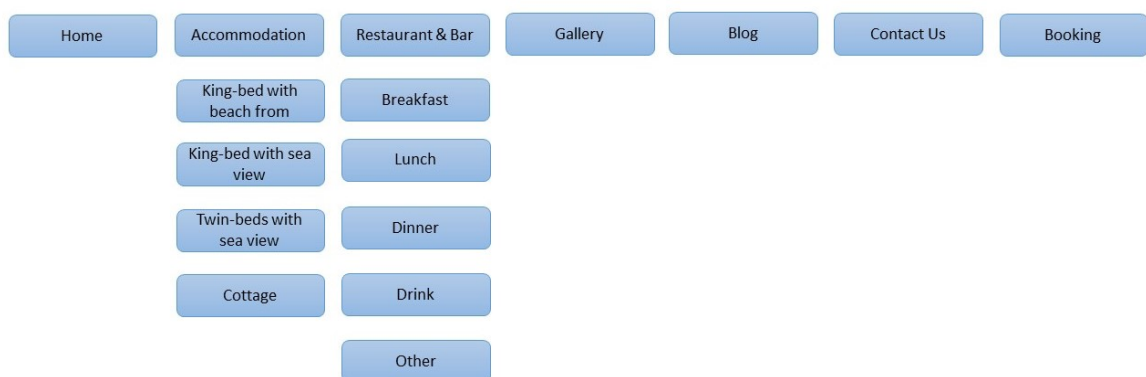 Home
Accommodation
Restaurant & Bar
Gallery
Blog
Contact Us
Booking
King-bed with
beach from
King-bed with sea
view
Twin-beds with
sea view
Cottage
Breakfast
Lunch
Dinner
Drink
Other